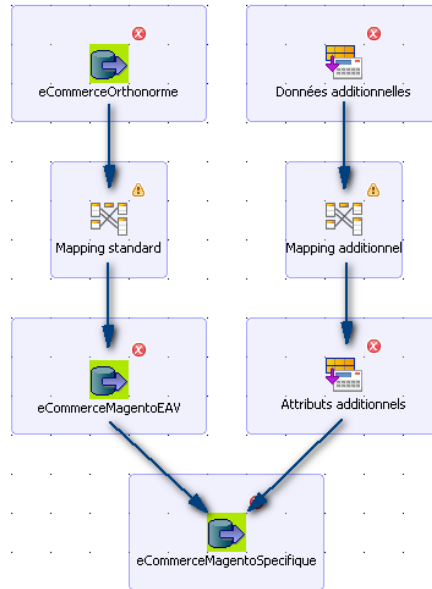 eCommerceOrthonorme
Données additionnelles
Mapping standard
Mapping additionnel
eCommerceMagentoEAV
Attributs additionnels
eCommerceMagentoSpecifique